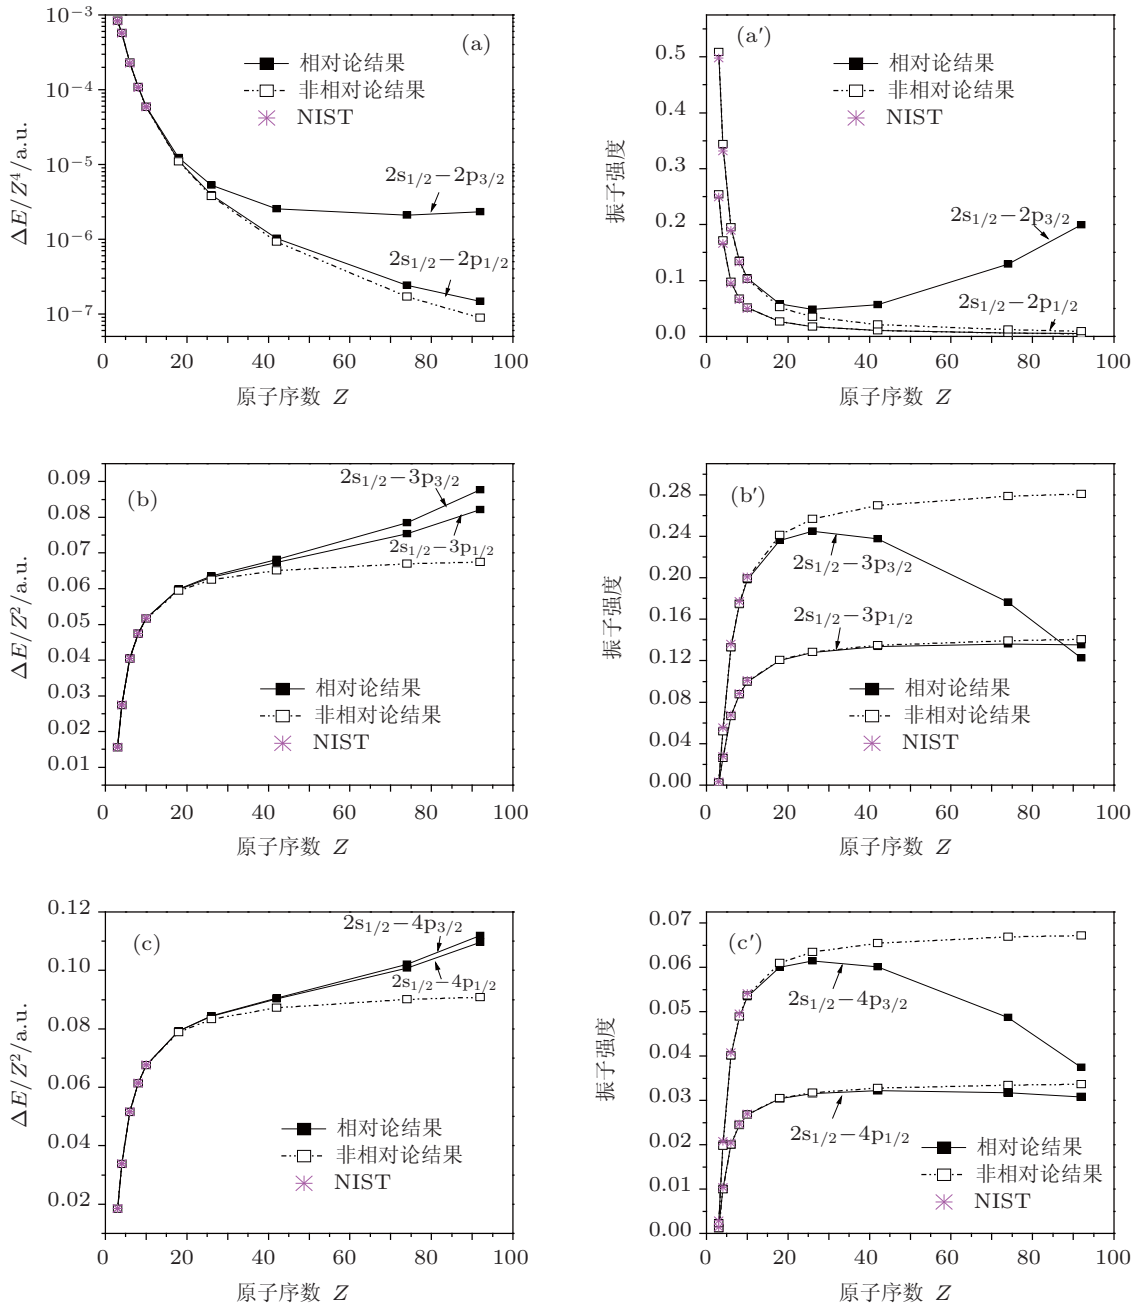 (a)
10⁻³
10⁻⁴
10⁻⁵
10⁻⁶
10⁻⁷
ΔE/Z⁴/a.u.
相对论结果
非相对论结果
NIST
2s₁/₂−2p₃/₂
2s₁/₂−2p₁/₂
0 20 40 60 80 100
原子序数 Z
(a′)
0.5
0.4
0.3
0.2
0.1
0.0
振子强度
相对论结果
非相对论结果
NIST
2s₁/₂−2p₃/₂
2s₁/₂−2p₁/₂
0 20 40 60 80 100
原子序数 Z
(b)
0.09
0.08
0.07
0.06
0.05
0.04
0.03
0.02
0.01
ΔE/Z²/a.u.
2s₁/₂−3p₃/₂
2s₁/₂−3p₁/₂
相对论结果
非相对论结果
NIST
0 20 40 60 80 100
原子序数 Z
(b′)
0.28
0.24
0.20
0.16
0.12
0.08
0.04
0.00
振子强度
2s₁/₂−3p₃/₂
2s₁/₂−3p₁/₂
相对论结果
非相对论结果
NIST
0 20 40 60 80 100
原子序数 Z
(c)
0.12
0.10
0.08
0.06
0.04
0.02
ΔE/Z²/a.u.
2s₁/₂−4p₃/₂
2s₁/₂−4p₁/₂
相对论结果
非相对论结果
NIST
0 20 40 60 80 100
原子序数 Z
(c′)
0.07
0.06
0.05
0.04
0.03
0.02
0.01
0.00
振子强度
2s₁/₂−4p₃/₂
2s₁/₂−4p₁/₂
相对论结果
非相对论结果
NIST
0 20 40 60 80 100
原子序数 Z